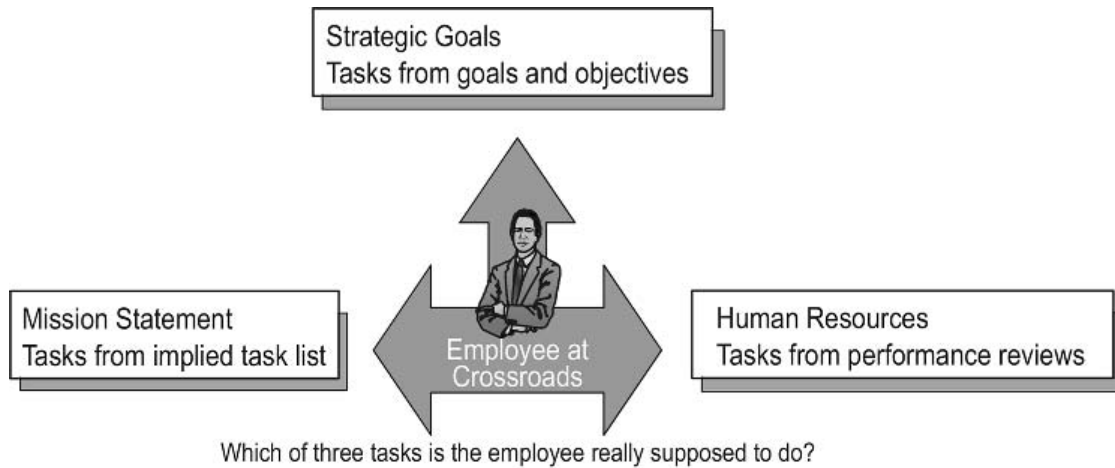 Strategic Goals
Tasks from goals and objectives
Mission Statement
Tasks from implied task list
Employee at
Crossroads
Human Resources
Tasks from performance reviews
Which of three tasks is the employee really supposed to do?